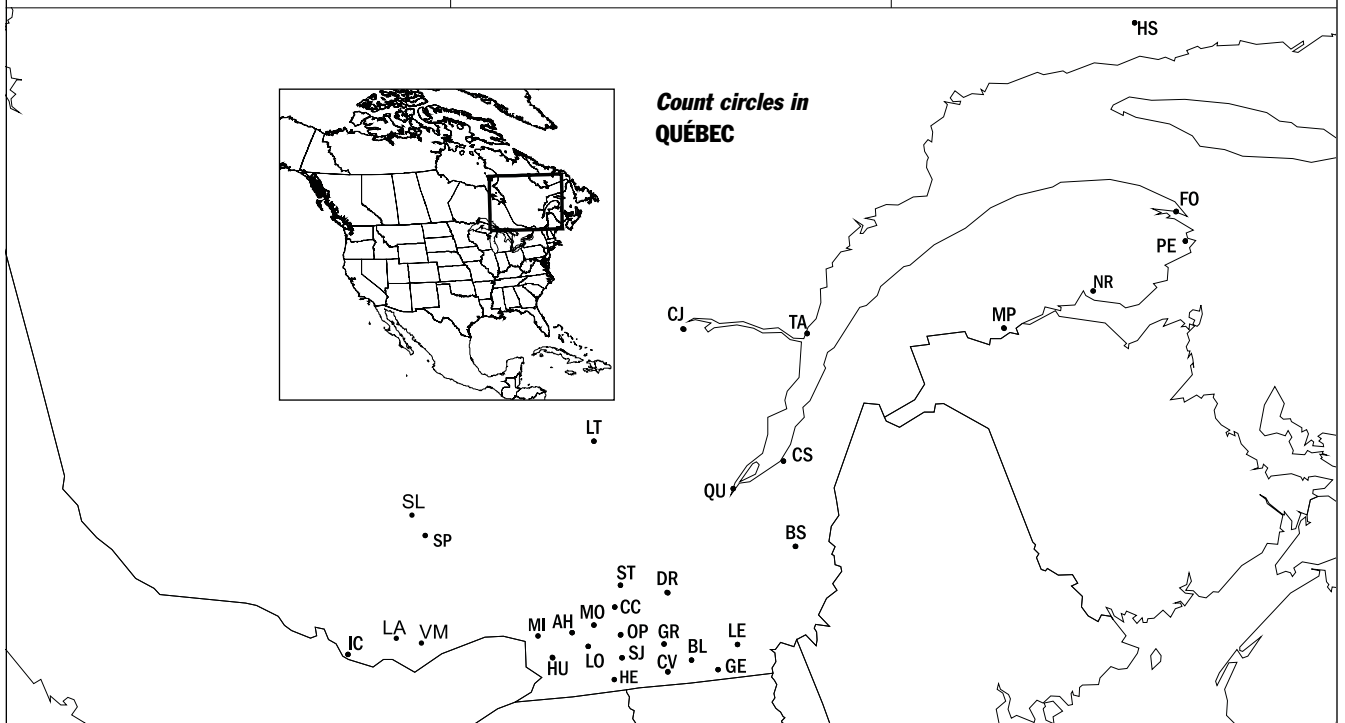 HS
Count circles in
QUÉBEC
FO
PE
NR
CJ
TA
MP
LT
CS
QU
SL
SP
BS
ST
DR
MO
CC
MI
AH
OP
GR
LE
LA
VM
IC
HU
LO
SJ
CV
BL
GE
HE